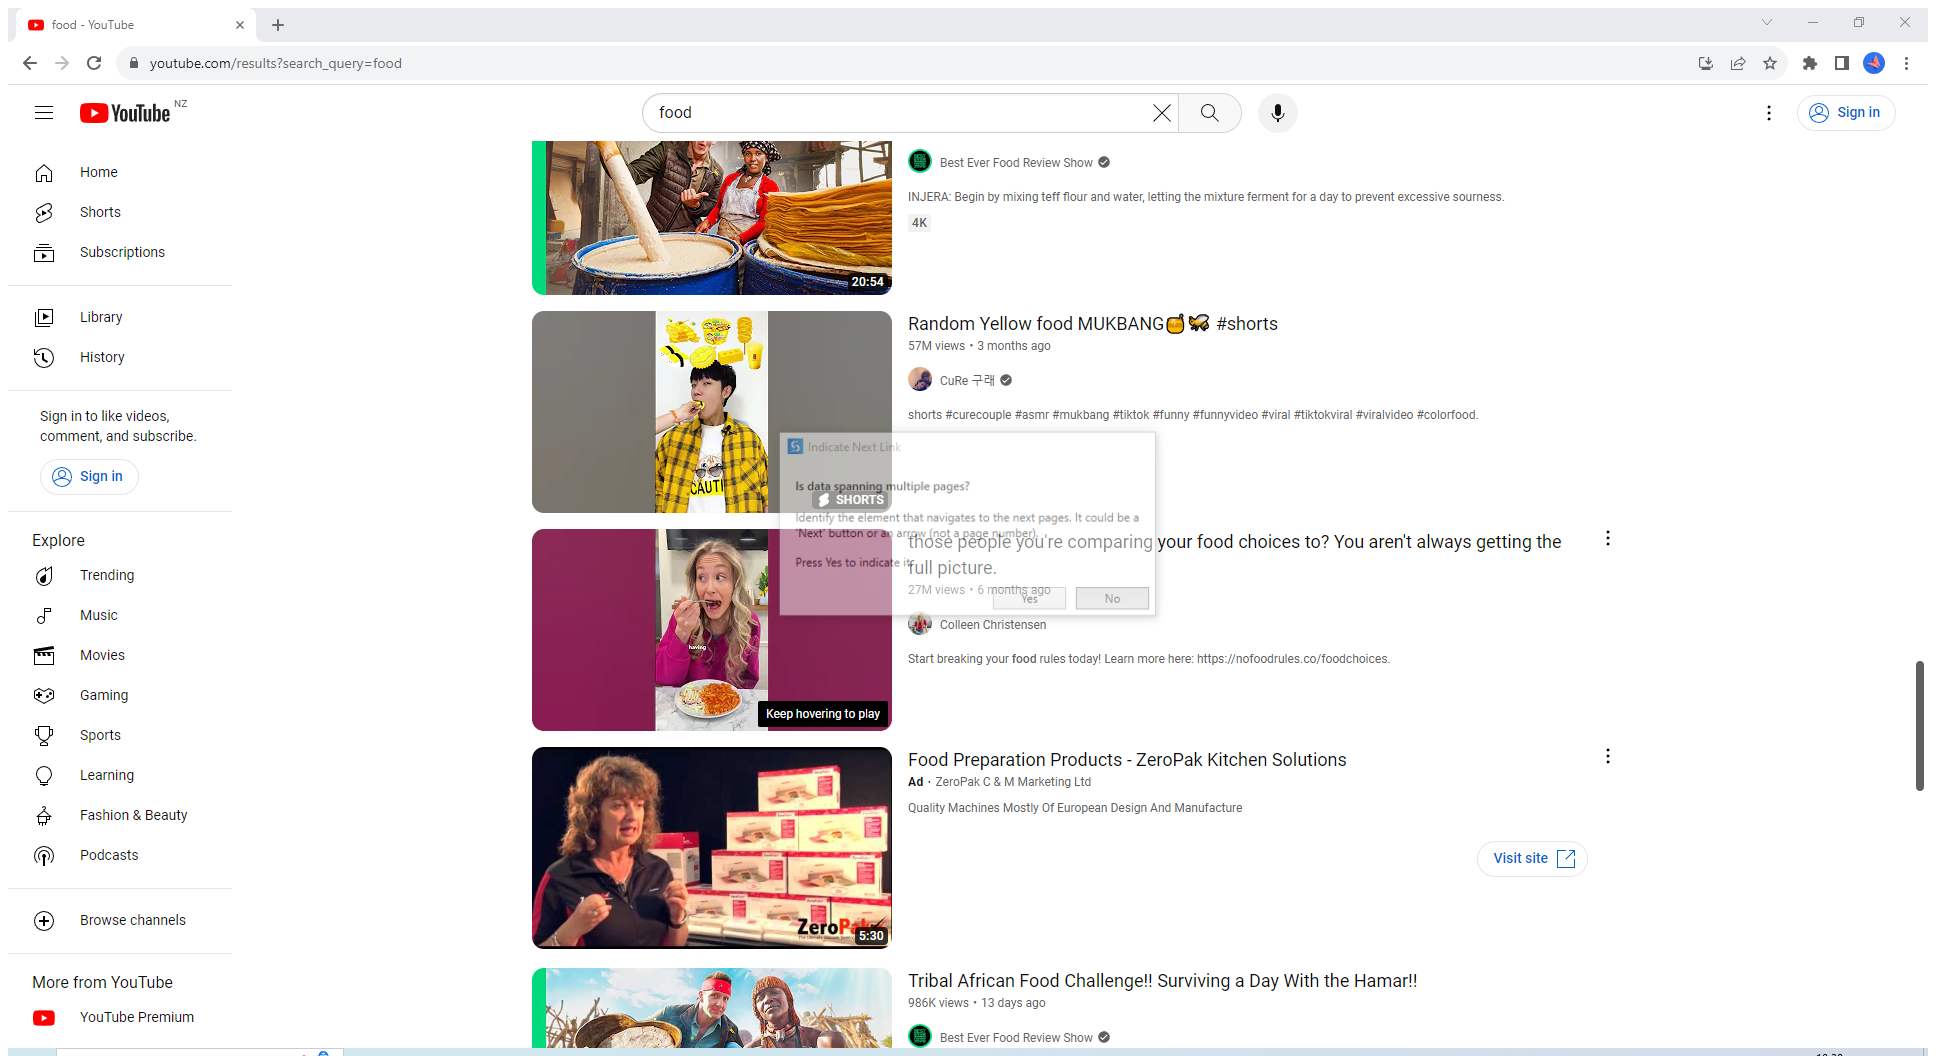 food - YouTube
youtube.com/results?search_query=food
YouTube NZ
food
Sign in
Home
Shorts
Subscriptions
Library
History
Sign in to like videos,
comment, and subscribe.
Sign in
Explore
Trending
Music
Movies
Gaming
Sports
Learning
Fashion & Beauty
Podcasts
Browse channels
More from YouTube
YouTube Premium
20:54
Best Ever Food Review Show
INJERA: Begin by mixing teff flour and water, letting the mixture ferment for a day to prevent excessive sourness.
4K
CAUTI
SHORTS
Random Yellow food MUKBANG🍯🐝 #shorts
57M views • 3 months ago
CuRe 구래
shorts #curecouple #asmr #mukbang #tiktok #funny #funnyvideo #viral #tiktokviral #viralvideo #colorfood.
Indicate Next Link
Is data spanning multiple pages?
Identify the element that navigates to the next pages. It could be a
'Next' button or an arrow (not a page number).
Press Yes to indicate it.
Yes
No
having
Keep hovering to play
those people you're comparing your food choices to? You aren't always getting the
full picture.
27M views • 6 months ago
Colleen Christensen
Start breaking your food rules today! Learn more here: https://nofoodrules.co/foodchoices.
ZeroPak
5:30
Food Preparation Products - ZeroPak Kitchen Solutions
Ad · ZeroPak C & M Marketing Ltd
Quality Machines Mostly Of European Design And Manufacture
Visit site
Tribal African Food Challenge!! Surviving a Day With the Hamar!!
986K views • 13 days ago
Best Ever Food Review Show